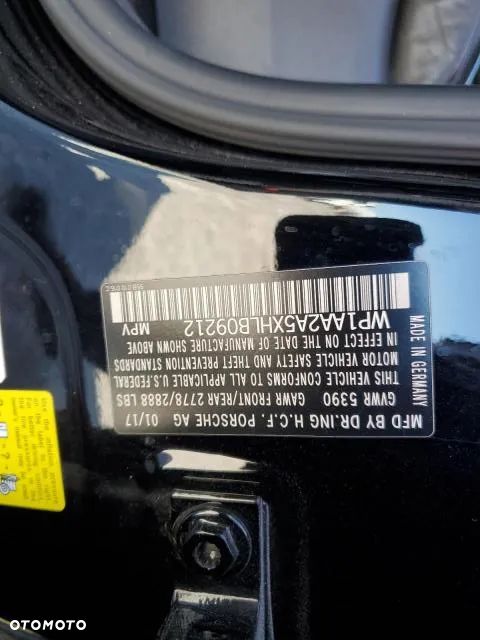 MFD BY DR.ING H.C.F. PORSCHE AG
01/17
GVWR 5390 GAWR FRONT/REAR 2778/2888 LBS
THIS VEHICLE CONFORMS TO ALL APPLICABLE U.S.FEDERAL
MOTOR VEHICLE SAFETY AND THEFT PREVENTION STANDARDS
IN EFFECT ON THE DATE OF MANUFACTURE SHOWN ABOVE
WP1AA2A5XHLB09212
MPV
MADE IN GERMANY
OTOMOTO